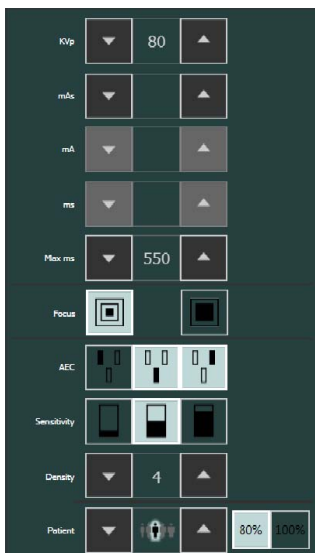 KVp 80
mAs
mA
ms
Max ms 550
Focus
AEC
Sensitivity
Density 4
Patient 80% 100%